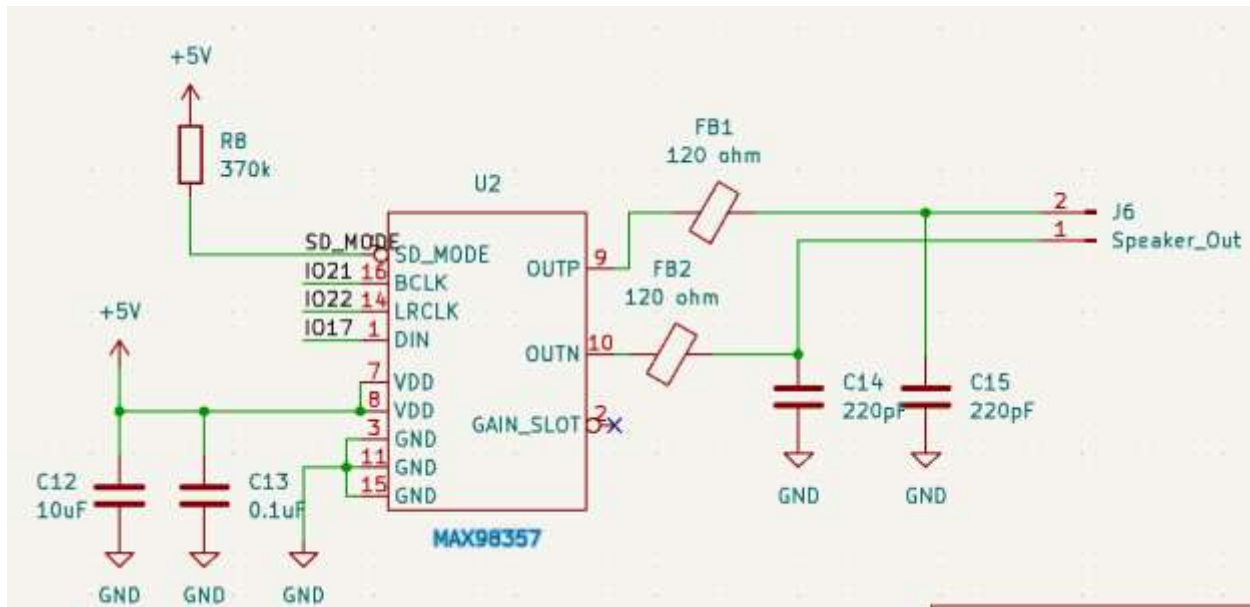 +5V
R8
370k
FB1
120 ohm
U2
2
J6
SD_MODE
SD_MODE
9
1
Speaker_Out
IO21
16
BCLK
OUTP
FB2
IO22
14
LRCLK
120 ohm
+5V
IO17
1
DIN
OUTN
10
7
VDD
C14
C15
8
VDD
220pF
220pF
3
GND
GAIN_SLOT
2
11
GND
C12
C13
15
GND
GND
GND
10uF
0.1uF
MAX98357
GND
GND
GND